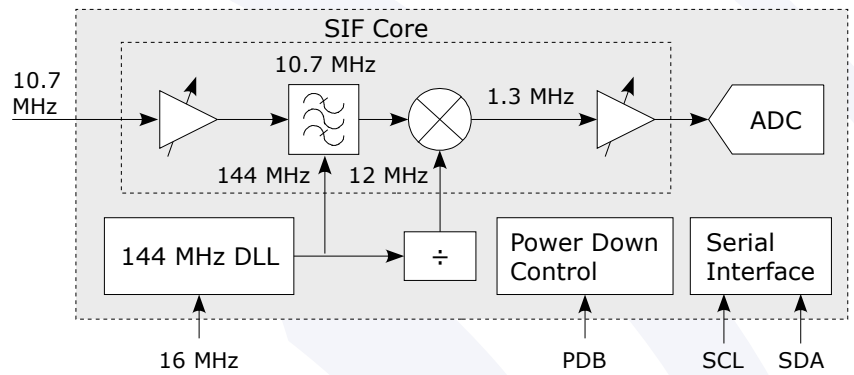 SIF Core
10.7
MHz
10.7 MHz
1.3 MHz
ADC
144 MHz
12 MHz
144 MHz DLL
÷
Power Down
Control
Serial
Interface
16 MHz
PDB
SCL
SDA